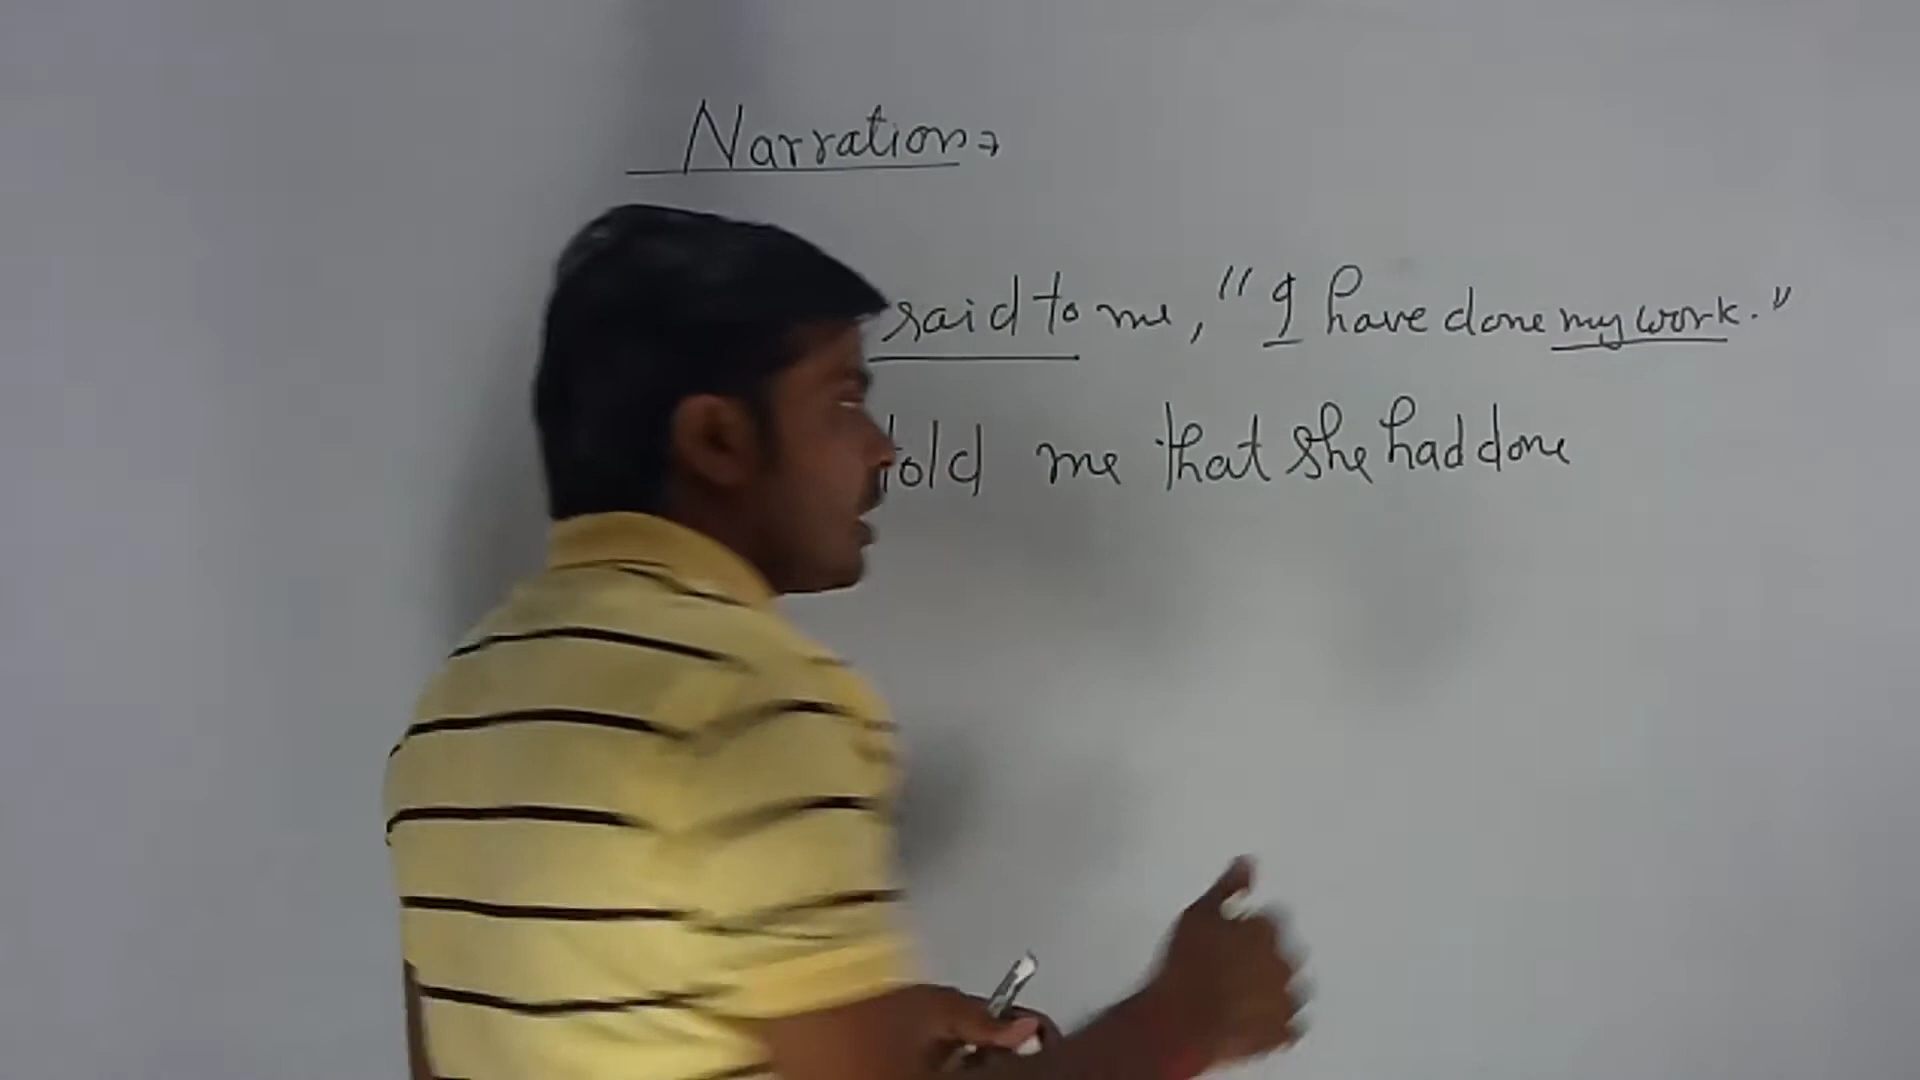 Narration→
said to me, "I have done my work."
told me that she had done